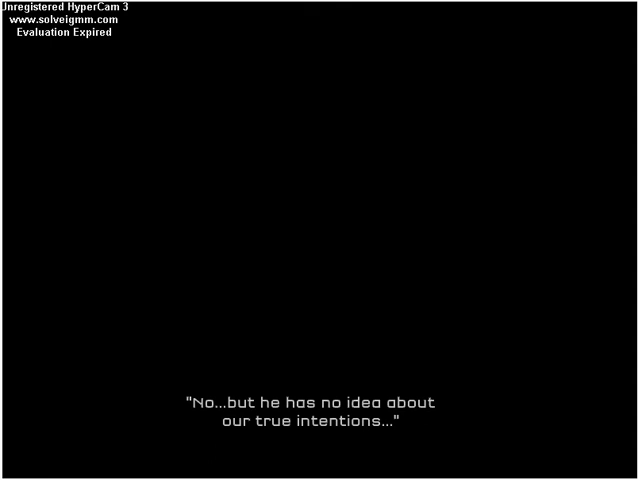 Unregistered HyperCam 3
www.solveigmm.com
Evaluation Expired
"No...but he has no idea about
our true intentions..."